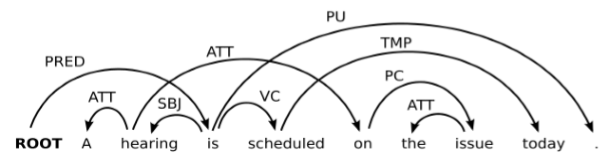 PU
ATT TMP
PRED
ATT SBJ VC PC ATT
ROOT A hearing is scheduled on the issue today .